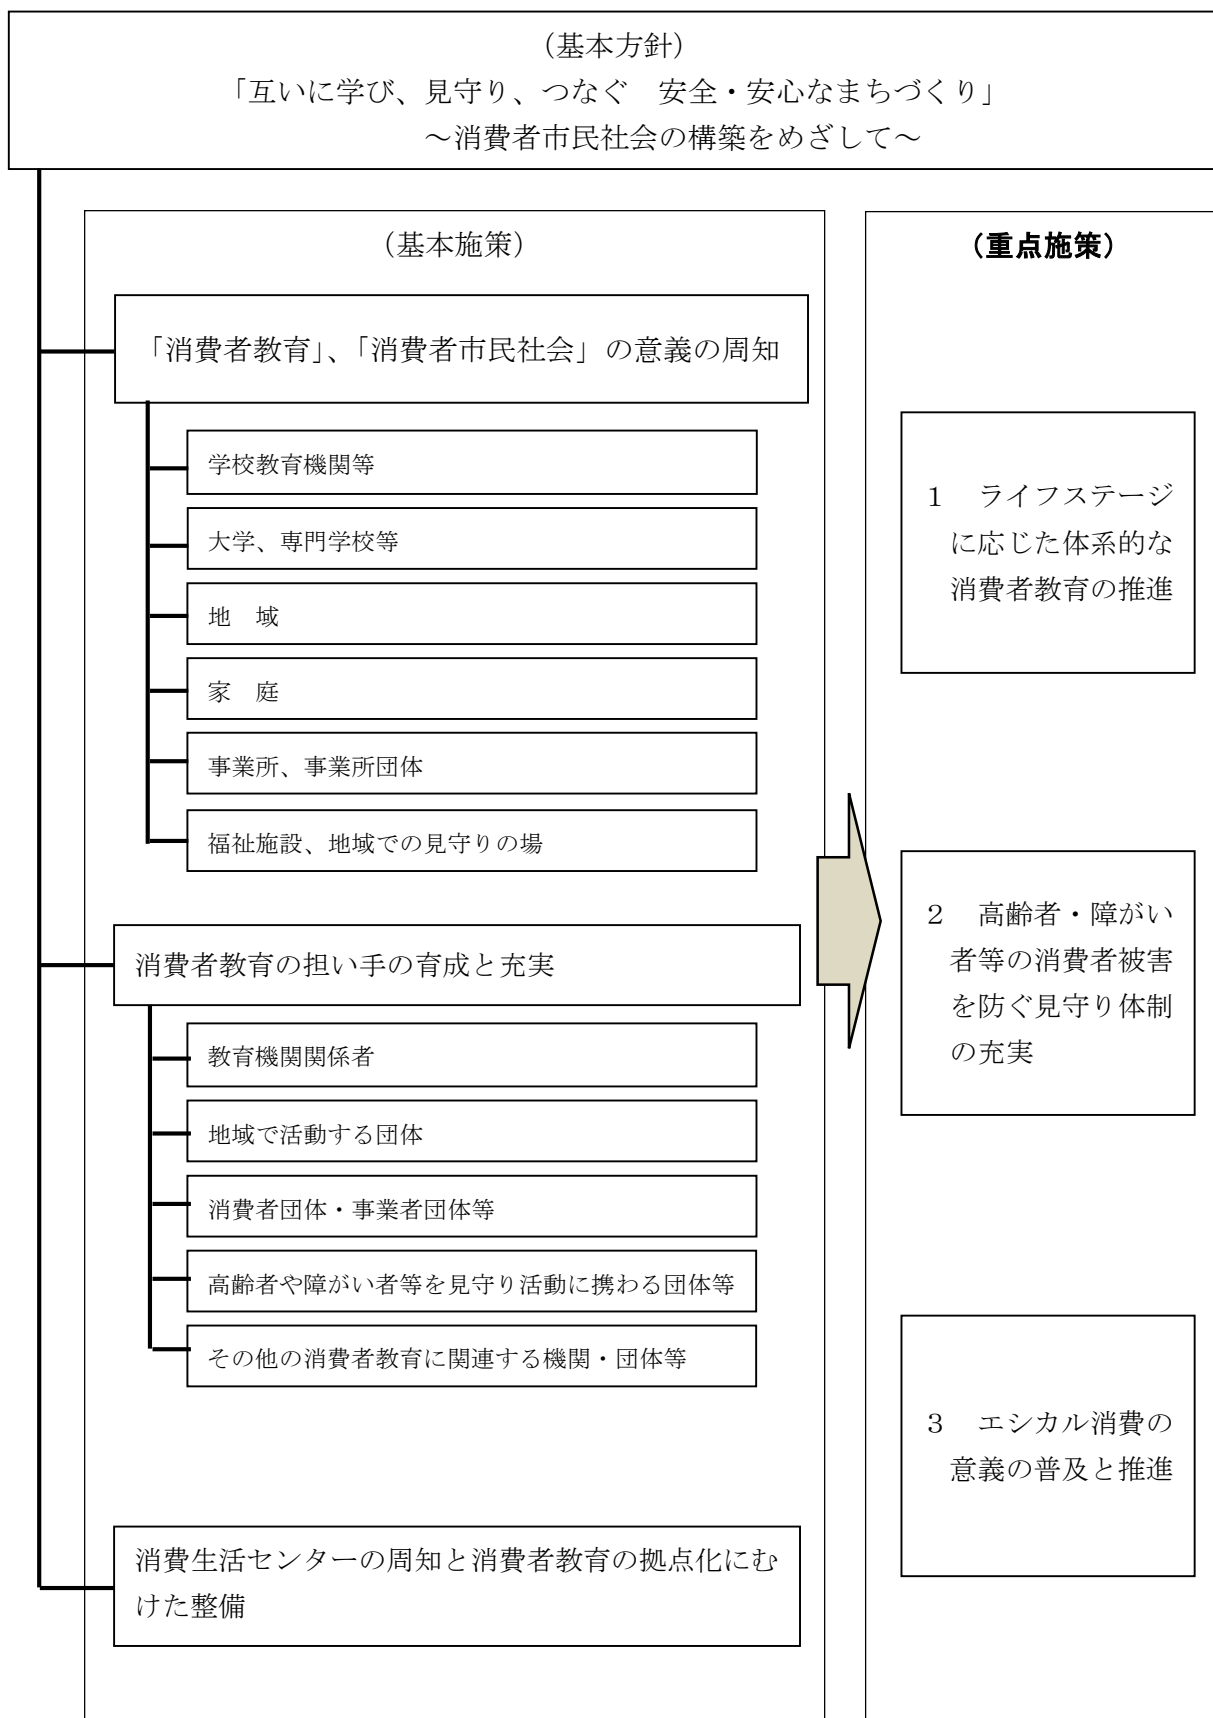 （基本方針）
「互いに学び、見守り、つなぐ　安全・安心なまちづくり」
～消費者市民社会の構築をめざして～
（基本施策）
「消費者教育」、「消費者市民社会」の意義の周知
学校教育機関等
大学、専門学校等
地　域
家　庭
事業所、事業所団体
福祉施設、地域での見守りの場
消費者教育の担い手の育成と充実
教育機関関係者
地域で活動する団体
消費者団体・事業者団体等
高齢者や障がい者等を見守り活動に携わる団体等
その他の消費者教育に関連する機関・団体等
消費生活センターの周知と消費者教育の拠点化にむ
けた整備
（重点施策）
１　ライフステージ
に応じた体系的な
消費者教育の推進
２　高齢者・障がい
者等の消費者被害
を防ぐ見守り体制
の充実
３　エシカル消費の
意義の普及と推進